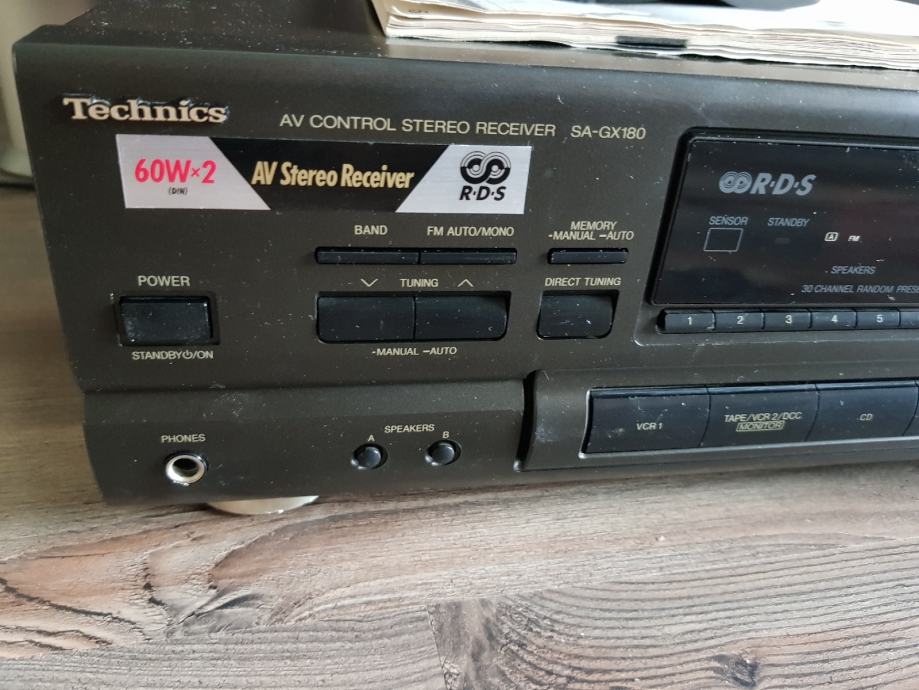 Technics
AV CONTROL STEREO RECEIVER SA-GX180
60W×2
(DIN)
AV Stereo Receiver
R·D·S
R·D·S
BAND
FM AUTO/MONO
MEMORY
-MANUAL —AUTO
SENSOR
STANDBY
A
FM
SPEAKERS
30 CHANNEL RANDOM
POWER
TUNING
DIRECT TUNING
1 2 3 4 5
STANDBY⏻/ON
-MANUAL —AUTO
VCR 1
TAPE/VCR 2/DCC
MONITOR
CD
PHONES
SPEAKERS
A
B